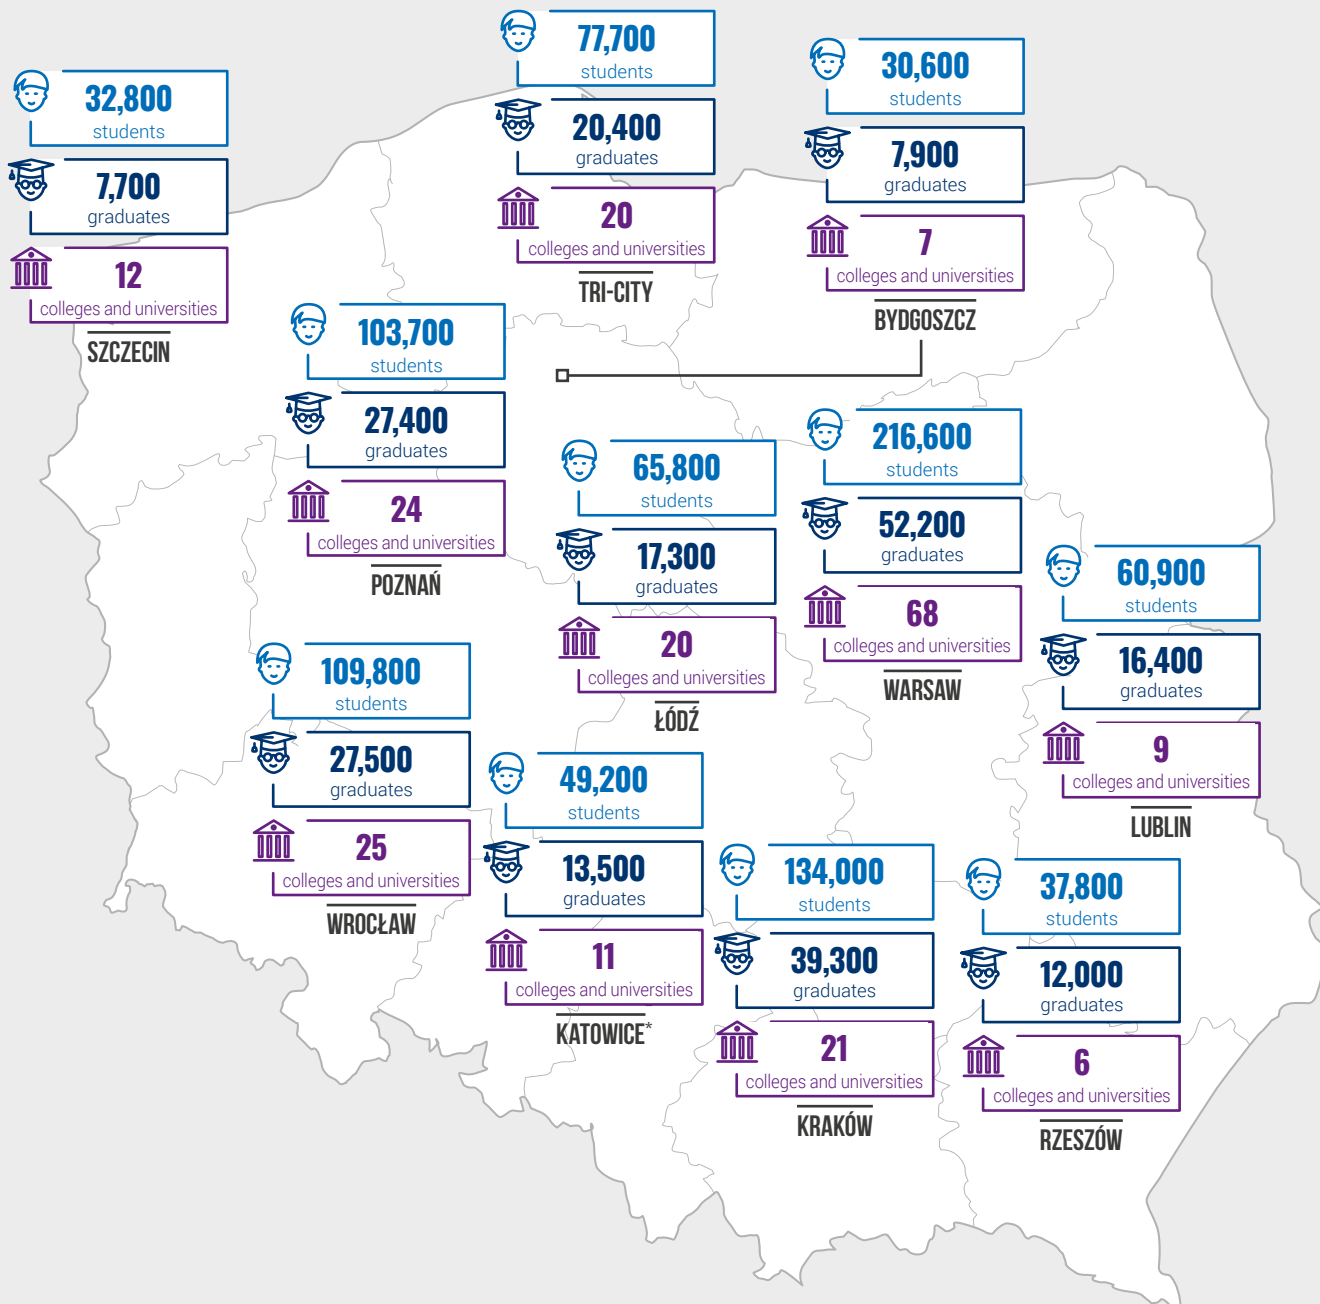 32,800
students
7,700
graduates
12
colleges and universities
SZCZECIN
77,700
students
20,400
graduates
20
colleges and universities
TRI-CITY
30,600
students
7,900
graduates
7
colleges and universities
BYDGOSZCZ
103,700
students
27,400
graduates
24
colleges and universities
POZNAŃ
65,800
students
17,300
graduates
20
colleges and universities
ŁÓDŹ
216,600
students
52,200
graduates
68
colleges and universities
WARSAW
60,900
students
16,400
graduates
9
colleges and universities
LUBLIN
109,800
students
27,500
graduates
25
colleges and universities
WROCŁAW
49,200
students
13,500
graduates
11
colleges and universities
KATOWICE*
134,000
students
39,300
graduates
21
colleges and universities
KRAKÓW
37,800
students
12,000
graduates
6
colleges and universities
RZESZÓW